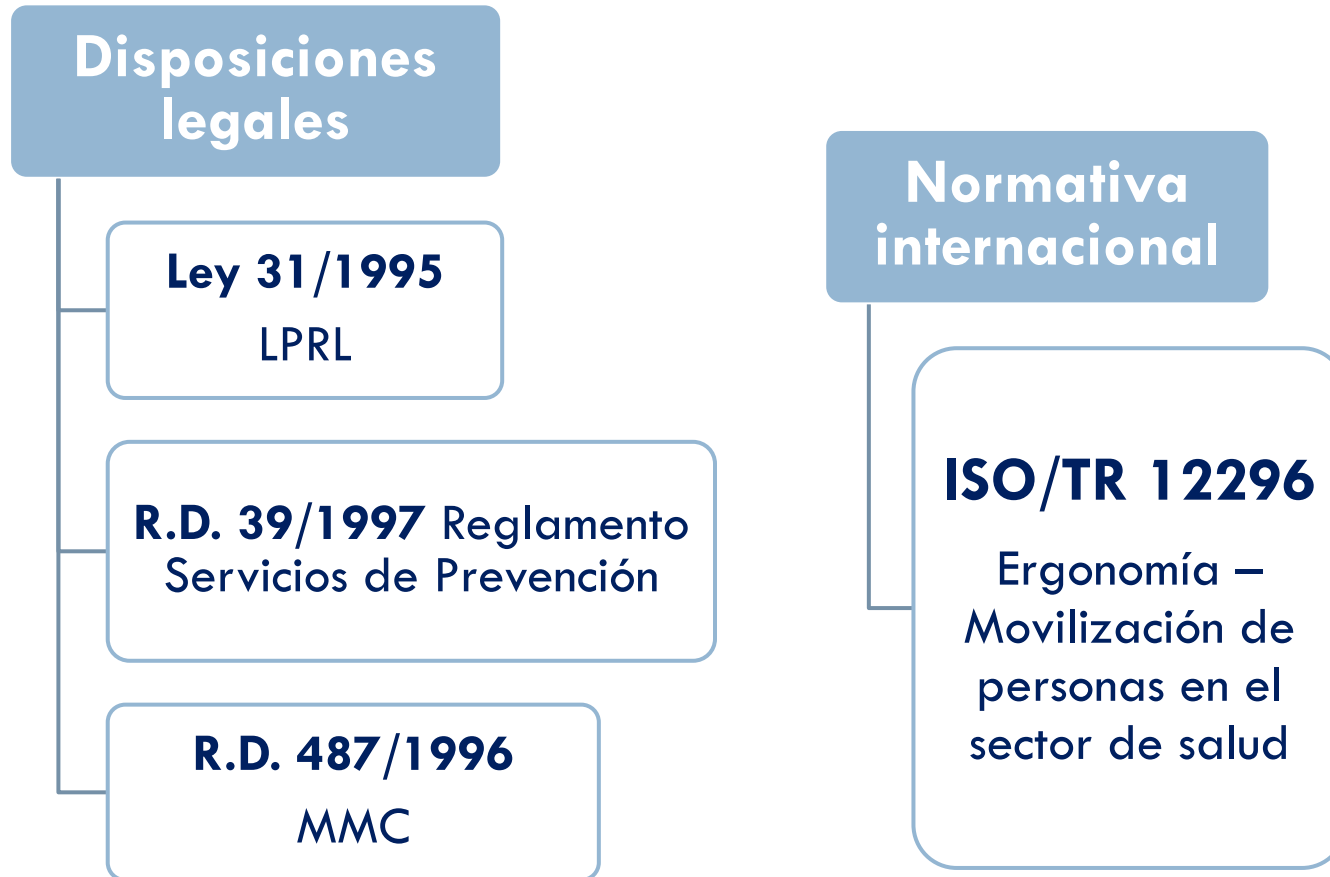 Disposiciones
legales
Ley 31/1995
LPRL
R.D. 39/1997 Reglamento
Servicios de Prevención
R.D. 487/1996
MMC
Normativa
internacional
ISO/TR 12296
Ergonomía –
Movilización de
personas en el
sector de salud